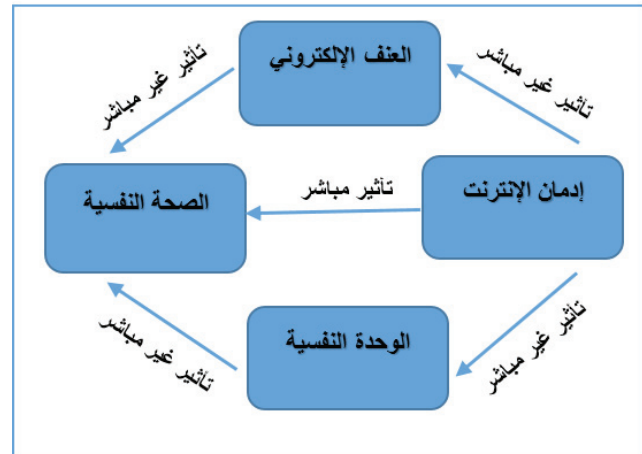 العنف الإلكتروني
تأثير غير مباشر
تأثير غير مباشر
إدمان الإنترنت
تأثير مباشر
الصحة النفسية
الوحدة النفسية
تأثير غير مباشر
تأثير غير مباشر